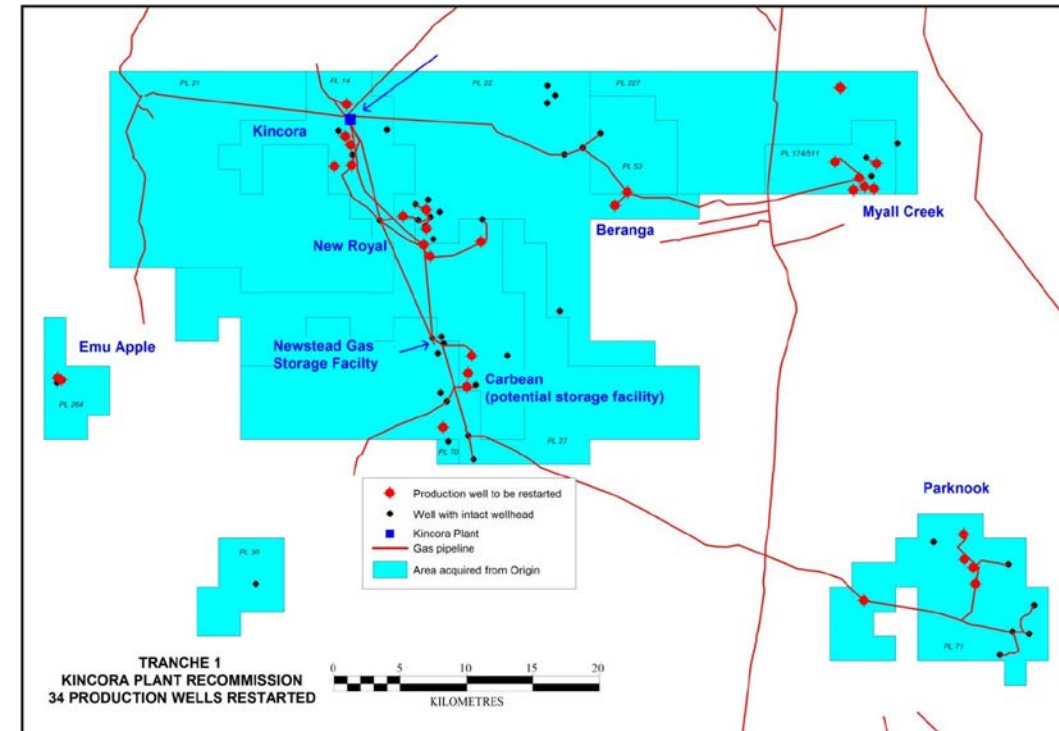 PL 21
PL 14
PL 22
PL 227
Kincora
PL 53
PL 174/511
Myall Creek
Beranga
New Royal
Emu Apple
Newstead Gas
Storage Facilty
Carbean
(potential storage facility)
PL 264
PL 27
PL 70
Production well to be restarted
Well with intact wellhead
Kincora Plant
Gas pipeline
Area acquired from Origin
Parknook
PL 30
PL 71
TRANCHE 1
KINCORA PLANT RECOMMISSION
34 PRODUCTION WELLS RESTARTED
0 5 10 15 20
KILOMETRES